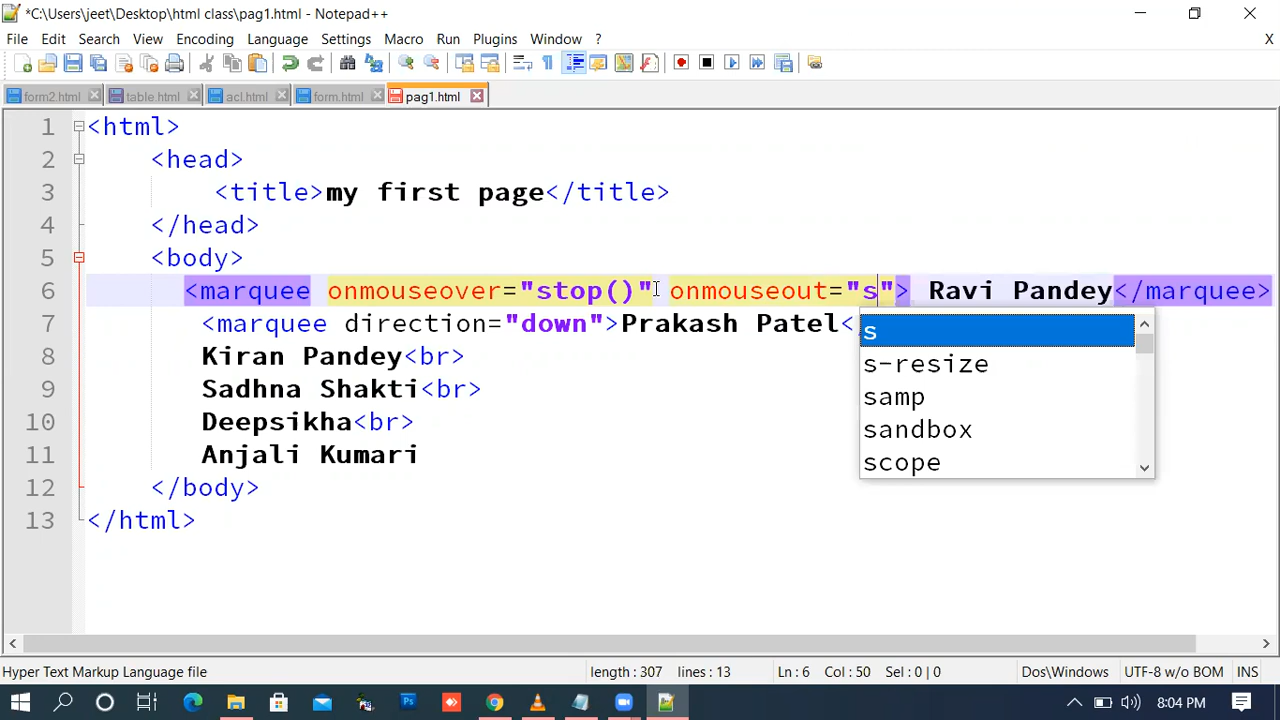 *C:\Users\jeet\Desktop\html class\pag1.html - Notepad++
File Edit Search View Encoding Language Settings Macro Run Plugins Window ? X
form2.html table.html acl.html form.html pag1.html
1 <html>
2 <head>
3 <title>my first page</title>
4 </head>
5 <body>
6 <marquee onmouseover="stop()" onmouseout="s"> Ravi Pandey</marquee>
7 <marquee direction="down">Prakash Patel<
8 Kiran Pandey<br>
9 Sadhna Shakti<br>
10 Deepsikha<br>
11 Anjali Kumari
12 </body>
13 </html>
s
s-resize
samp
sandbox
scope
Hyper Text Markup Language file length : 307 lines : 13 Ln : 6 Col : 50 Sel : 0 | 0 Dos\Windows UTF-8 w/o BOM INS
8:04 PM